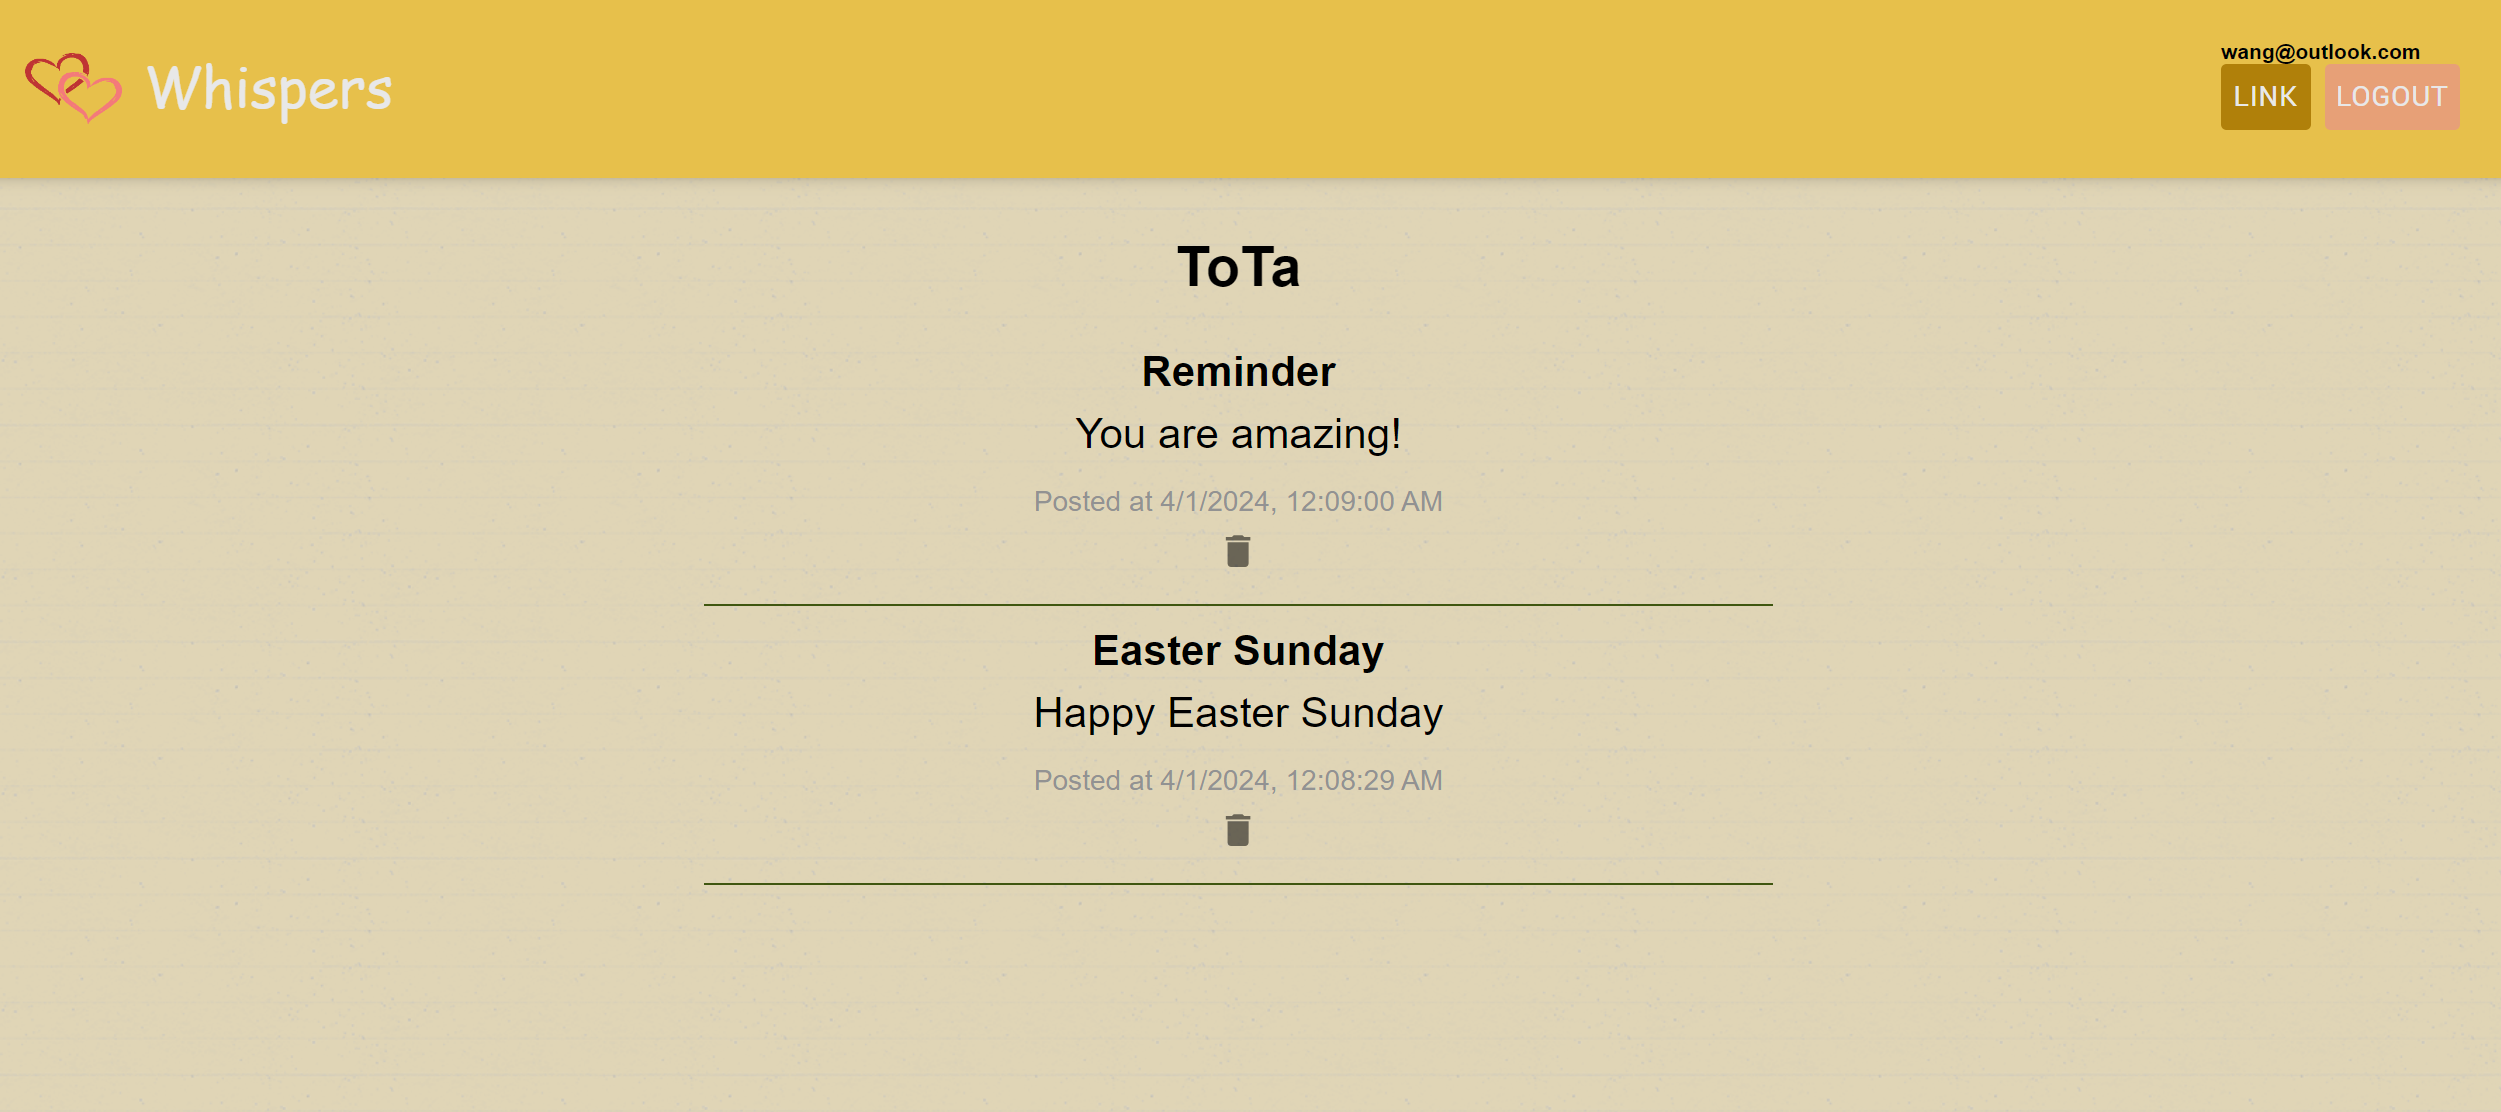 Whispers
wang@outlook.com
LINK
LOGOUT
ToTa
Reminder
You are amazing!
Posted at 4/1/2024, 12:09:00 AM
Easter Sunday
Happy Easter Sunday
Posted at 4/1/2024, 12:08:29 AM